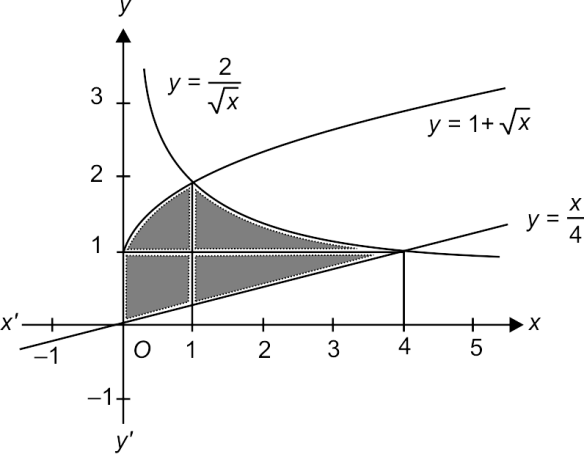 y
y = 2/√x
3
y = 1+ √x
2
y = x/4
1
x'
x
–1
O
1
2
3
4
5
–1
y'